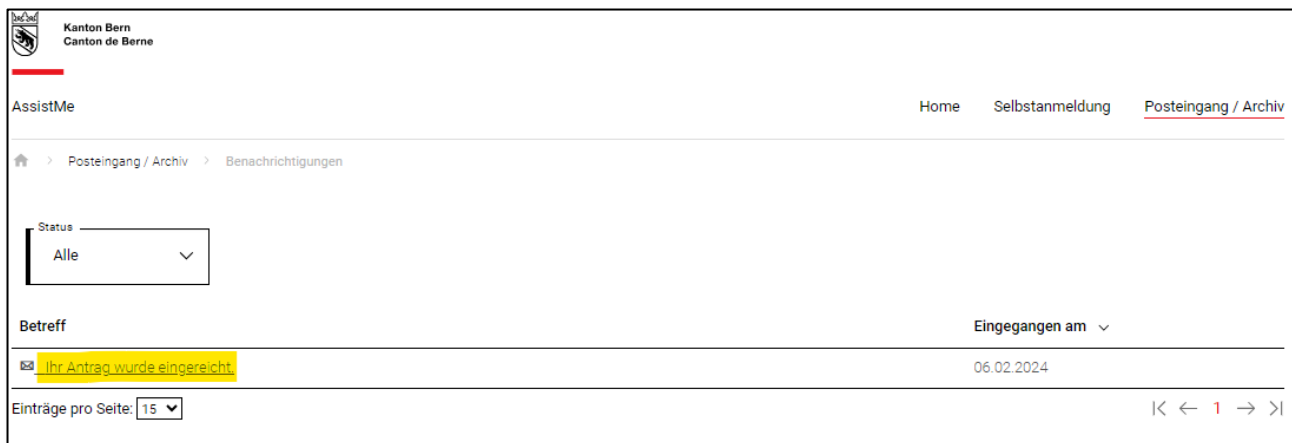 Kanton Bern
Canton de Berne
AssistMe
Home Selbstanmeldung Posteingang / Archiv
Posteingang / Archiv > Benachrichtigungen
Status
Alle
Betreff Eingegangen am
Ihr Antrag wurde eingereicht. 06.02.2024
Einträge pro Seite: 15 1